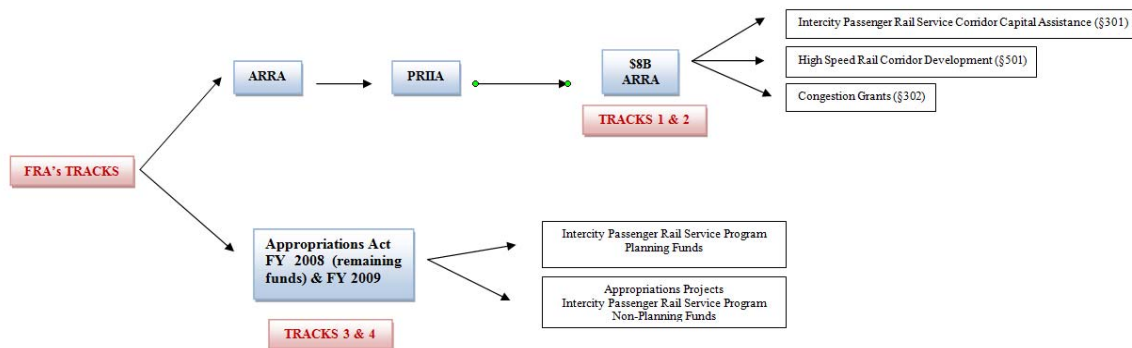 FRA's TRACKS
ARRA
PRIIA
$8B
ARRA
TRACKS 1 & 2
Intercity Passenger Rail Service Corridor Capital Assistance (§301)
High Speed Rail Corridor Development (§501)
Congestion Grants (§302)
Appropriations Act
FY 2008 (remaining
funds) & FY 2009
TRACKS 3 & 4
Intercity Passenger Rail Service Program
Planning Funds
Appropriations Projects
Intercity Passenger Rail Service Program
Non-Planning Funds